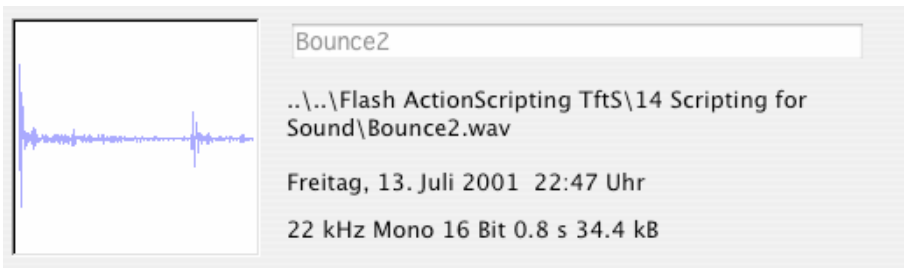 Bounce2
..\..\Flash ActionScripting TftS\14 Scripting for
Sound\Bounce2.wav
Freitag, 13. Juli 2001  22:47 Uhr
22 kHz Mono 16 Bit 0.8 s 34.4 kB